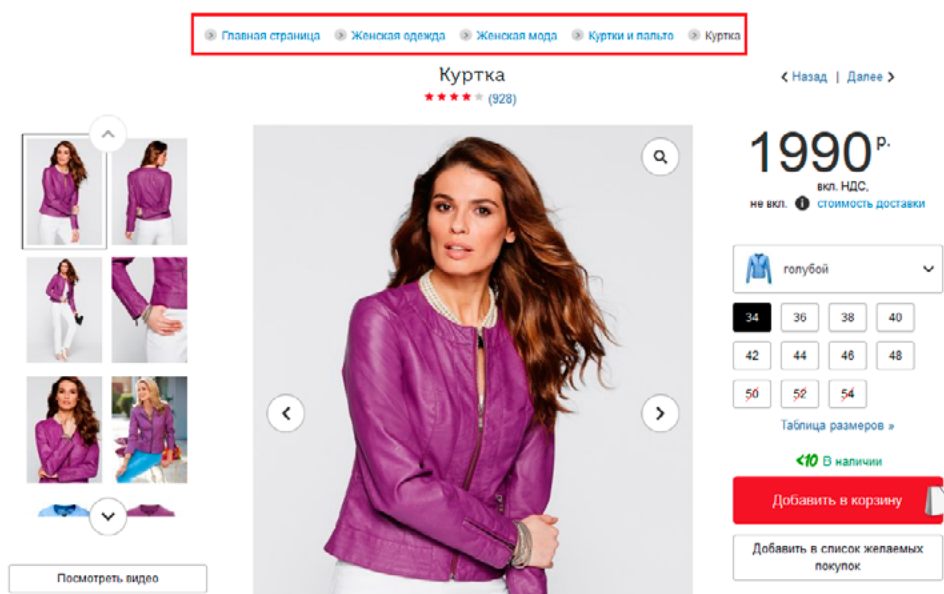 Главная страница Женская одежда Женская мода Куртки и пальто Куртка
Куртка
(928)
Назад | Далее
1990 р.
вкл. НДС,
не вкл. i стоимость доставки
голубой
34 36 38 40
42 44 46 48
50 52 54
Таблица размеров »
<10 В наличии
Добавить в корзину
Добавить в список желаемых
покупок
Посмотреть видео